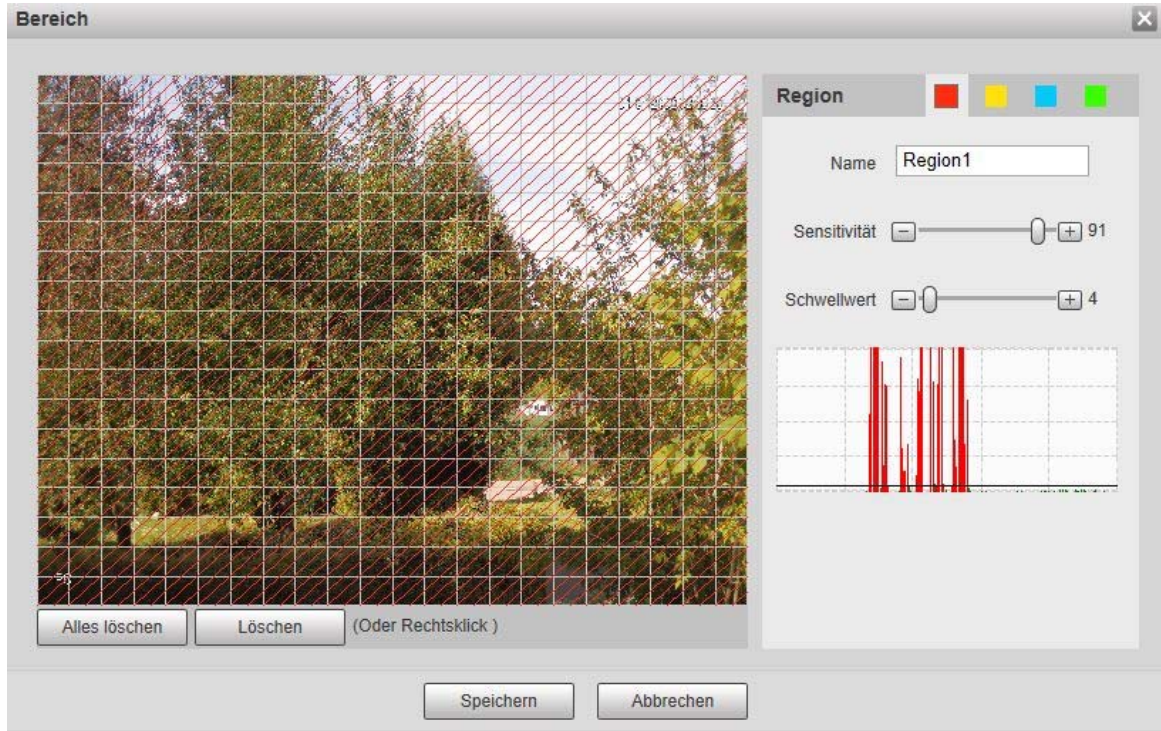 Bereich
Region
Name Region1
Sensitivität 91
Schwellwert 4
Alles löschen Löschen (Oder Rechtsklick )
Speichern Abbrechen